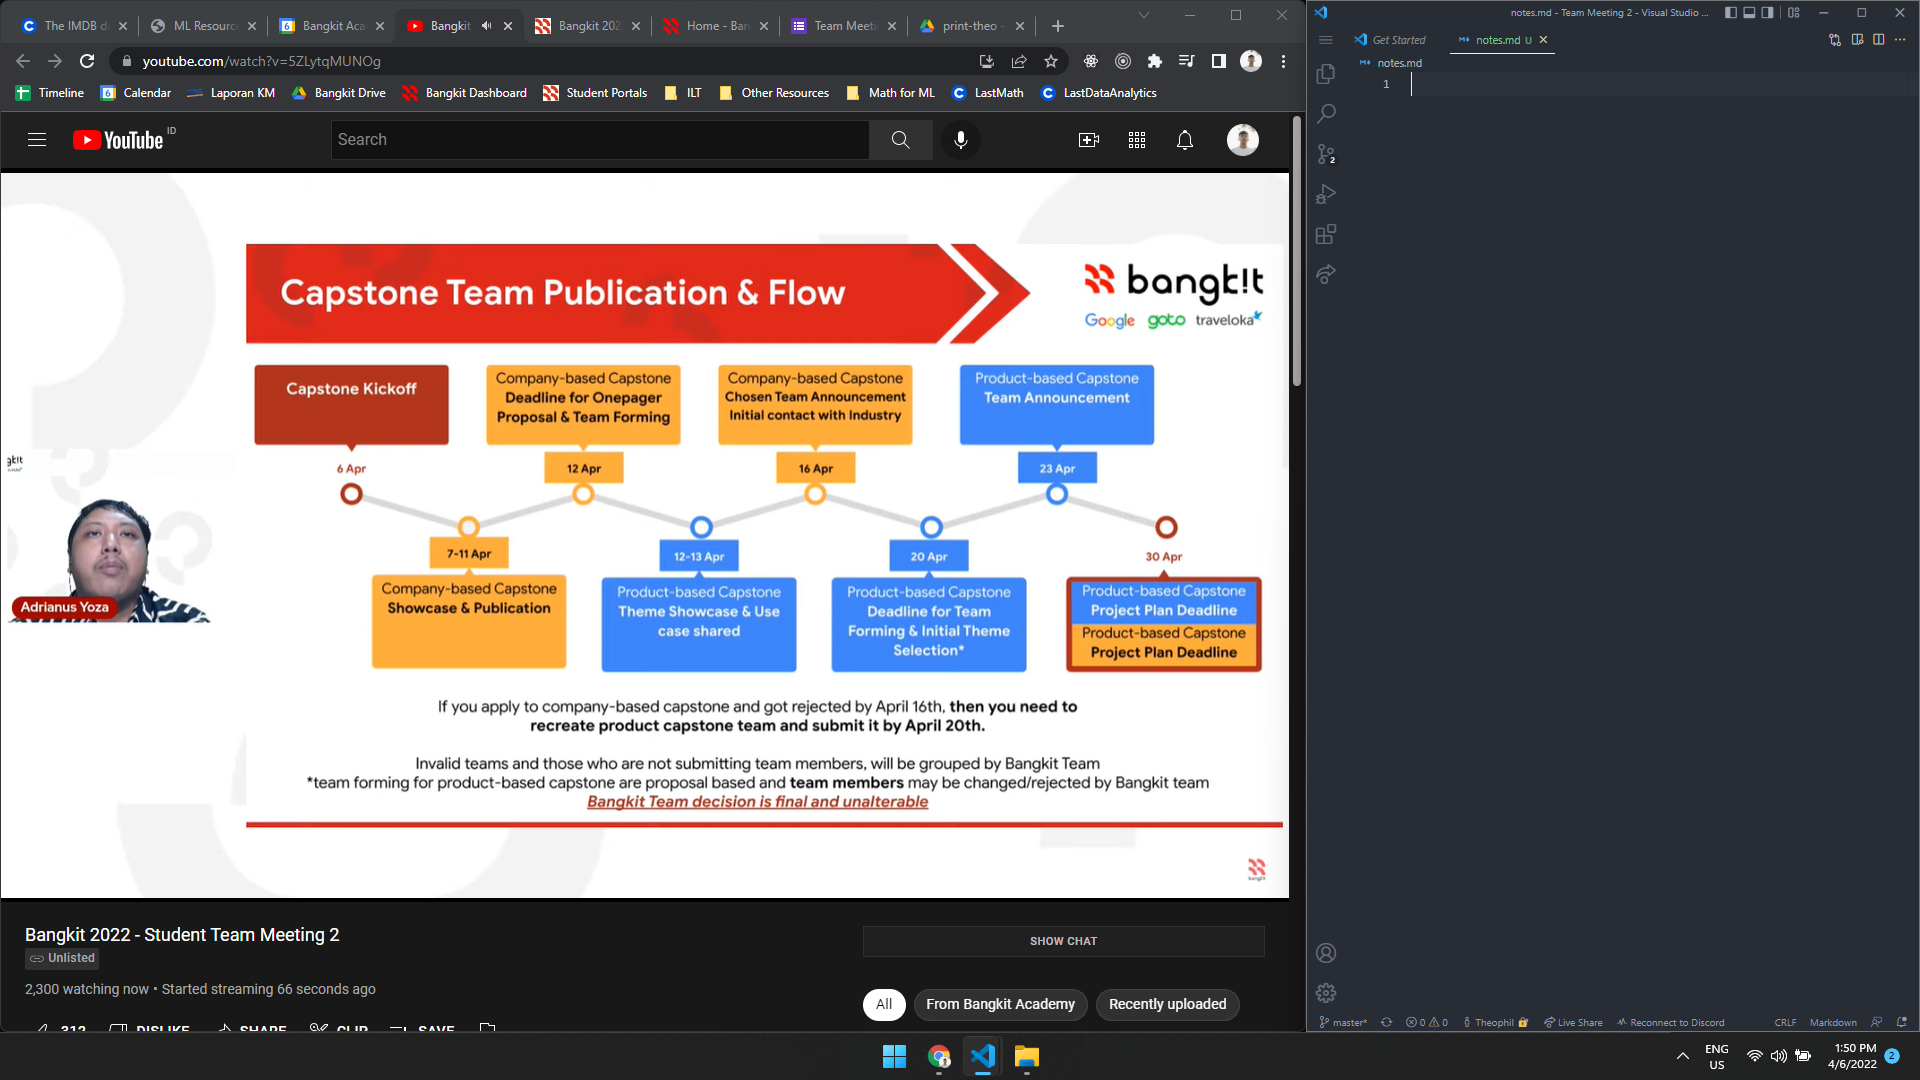 The IMDB d
ML Resourc
Bangkit Aca
Bangkit
Bangkit 202
Home - Ban
Team Meeti
print-theo -
youtube.com/watch?v=5ZLytqMUNOg
Timeline
Calendar
Laporan KM
Bangkit Drive
Bangkit Dashboard
Student Portals
ILT
Other Resources
Math for ML
LastMath
LastDataAnalytics
YouTube ID
Search
Capstone Team Publication & Flow
bangk!t
Google goto traveloka
Capstone Kickoff
6 Apr
Company-based Capstone
Deadline for Onepager
Proposal & Team Forming
12 Apr
Company-based Capstone
Chosen Team Announcement
Initial contact with Industry
16 Apr
Product-based Capstone
Team Announcement
23 Apr
7-11 Apr
Company-based Capstone
Showcase & Publication
12-13 Apr
Product-based Capstone
Theme Showcase & Use
case shared
20 Apr
Product-based Capstone
Deadline for Team
Forming & Initial Theme
Selection*
30 Apr
Product-based Capstone
Project Plan Deadline
Product-based Capstone
Project Plan Deadline
gk!t
Adrianus Yoza
If you apply to company-based capstone and got rejected by April 16th, then you need to
recreate product capstone team and submit it by April 20th.
Invalid teams and those who are not submitting team members, will be grouped by Bangkit Team
*team forming for product-based capstone are proposal based and team members may be changed/rejected by Bangkit team
Bangkit Team decision is final and unalterable
bangk!t
Bangkit 2022 - Student Team Meeting 2
Unlisted
2,300 watching now • Started streaming 66 seconds ago
312
DISLIKE
SHARE
CLIP
SAVE
SHOW CHAT
All
From Bangkit Academy
Recently uploaded
notes.md - Team Meeting 2 - Visual Studio ...
Get Started
notes.md U
notes.md
1
2
master*
0 0
Theophil
Live Share
Reconnect to Discord
CRLF
Markdown
ENG
US
1:50 PM
4/6/2022
2